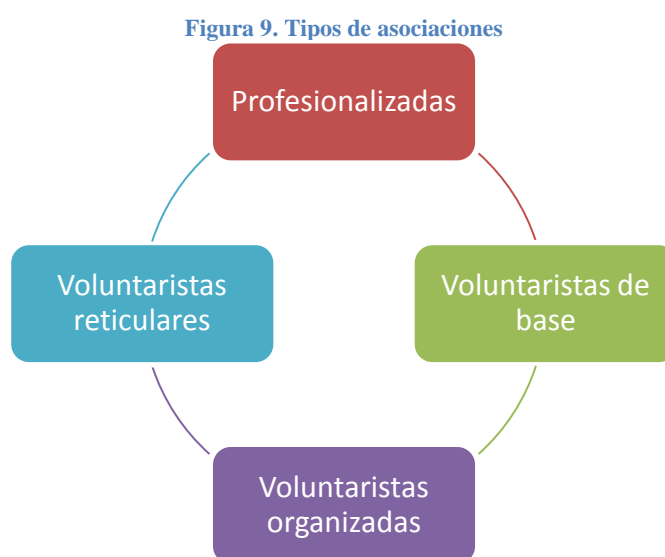 Figura 9. Tipos de asociaciones
Profesionalizadas
Voluntaristas
reticulares
Voluntaristas de
base
Voluntaristas
organizadas